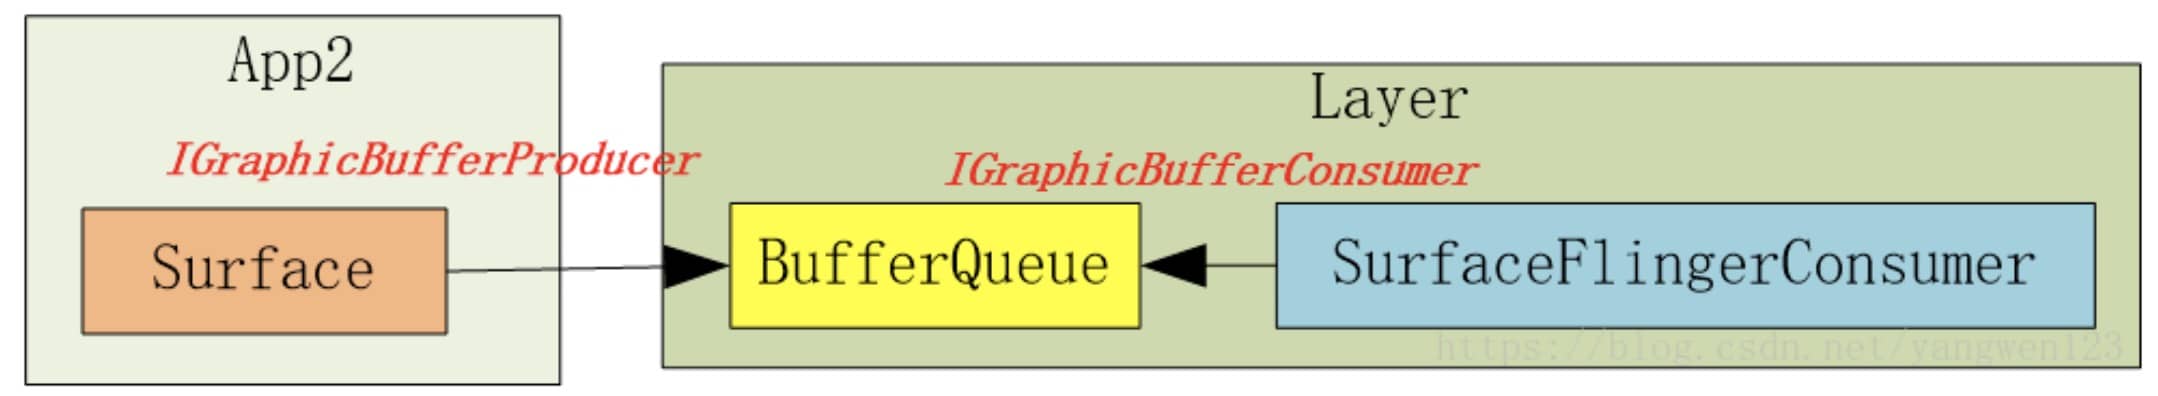 App2
Layer
IGraphicBufferProducer
IGraphicBufferConsumer
Surface
BufferQueue
SurfaceFlingerConsumer
https://blog.csdn.net/yangwen123